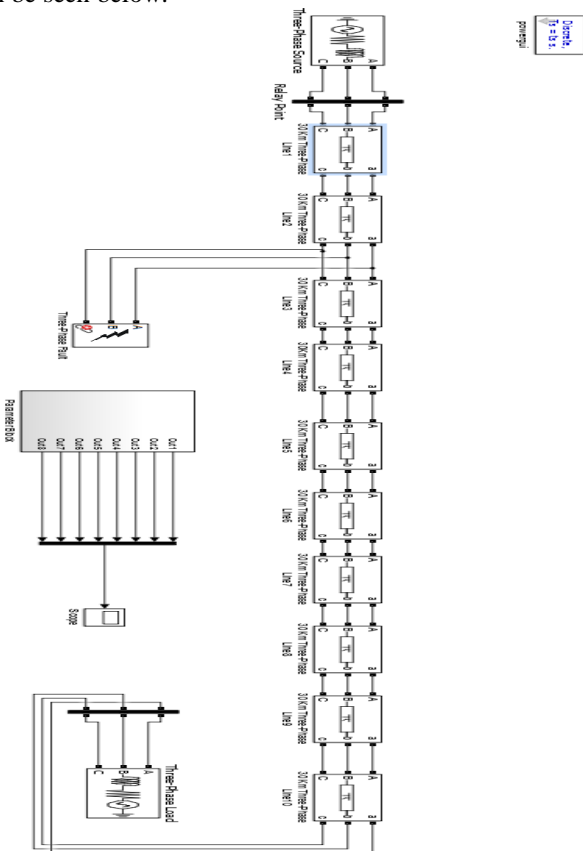 n be seen below.
Discrete,
Ts = ts s.
powergui
Three-Phase Source
A
B
C
Relay Point
A
B
C
a
b
c
30 Km Three-Phase
Line1
A
B
C
a
b
c
30 Km Three-Phase
Line2
A
B
C
Three-Phase Fault
A
B
C
a
b
c
30 Km Three-Phase
Line3
A
B
C
a
b
c
30Km Three-Phase
Line4
A
B
C
a
b
c
30 Km Three-Phase
Line5
A
B
C
a
b
c
30 Km Three-Phase
Line6
A
B
C
a
b
c
30 Km Three-Phase
Line7
A
B
C
a
b
c
30 Km Three-Phase
Line8
A
B
C
a
b
c
30 Km Three-Phase
Line9
A
B
C
a
b
c
30 Km Three-Phase
Line10
Out1
Out2
Out3
Out4
Out5
Out6
Out7
Out8
Parameter Block
Scope
A
B
C
Three-Phase Load